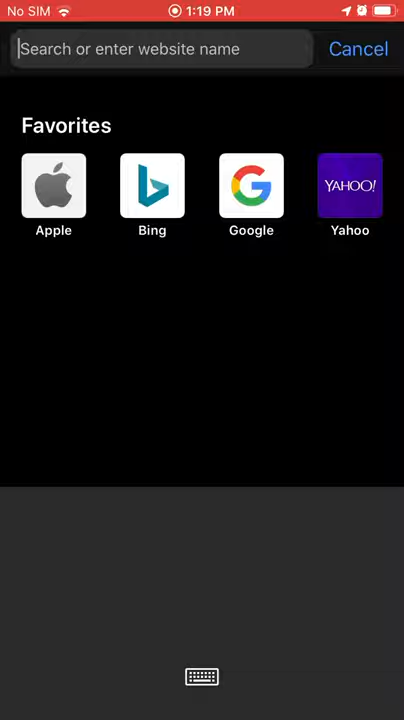 No SIM 1:19 PM
Search or enter website name Cancel
Favorites
YAHOO!
Apple Bing Google Yahoo